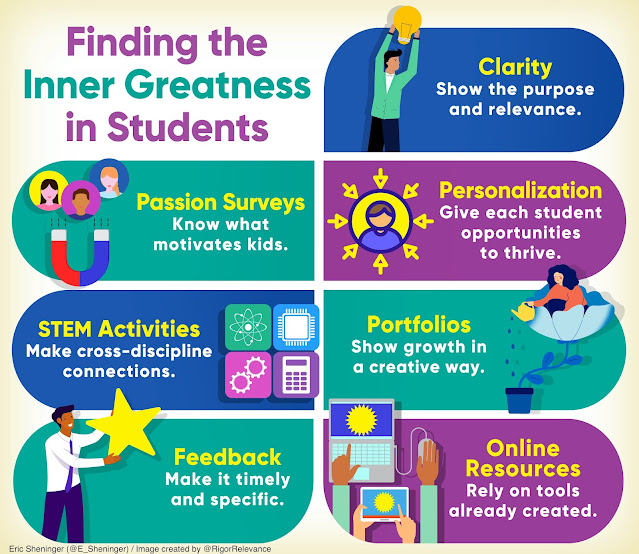 Finding the
Inner Greatness
in Students
Clarity
Show the purpose
and relevance.
Passion Surveys
Know what
motivates kids.
Personalization
Give each student
opportunities
to thrive.
STEM Activities
Make cross-discipline
connections.
Portfolios
Show growth in
a creative way.
Feedback
Make it timely
and specific.
Online
Resources
Rely on tools
already created.
Eric Sheninger (@E_Sheninger) / Image created by @RigorRelevance